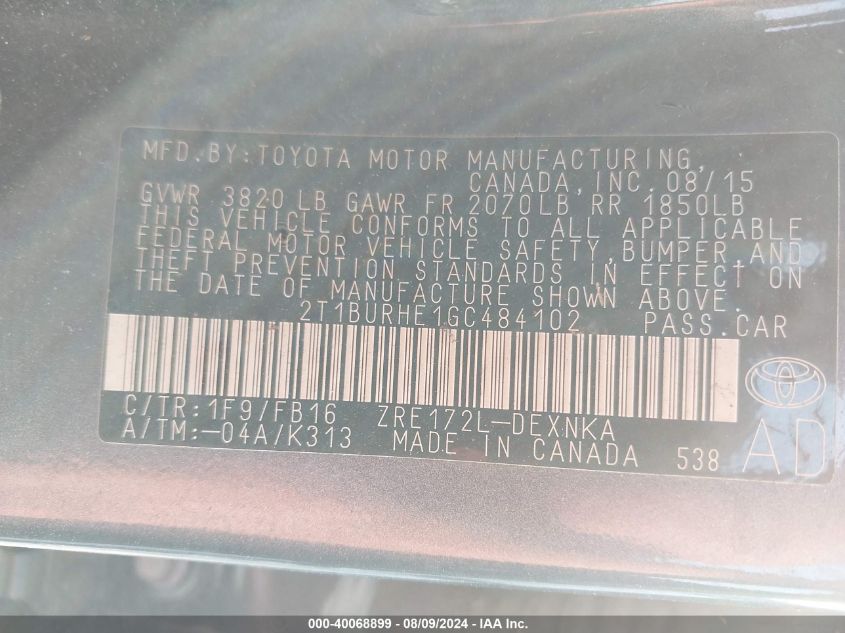 MFD.BY:TOYOTA MOTOR MANUFACTURING,
CANADA,INC.08/15
GVWR 3820 LB GAWR FR 2070LB RR 1850LB
THIS VEHICLE CONFORMS TO ALL APPLICABLE
FEDERAL MOTOR VEHICLE SAFETY,BUMPER,AND
THEFT PREVENTION STANDARDS IN EFFECT ON
THE DATE OF MANUFACTURE SHOWN ABOVE.
2T1BURHE1GC484102 PASS.CAR
C/TR:1F9/FB16 ZRE172L-DEXNKA
A/TM:-04A/K313 MADE IN CANADA 538
AD
000-40068899 - 08/09/2024 - IAA Inc.